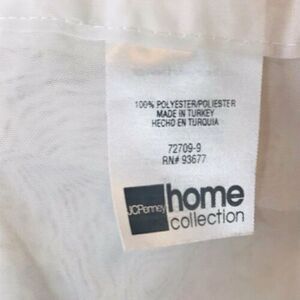 100% POLYESTER/POLIESTER
MADE IN TURKEY
HECHO EN TURQUIA
72709-9
RN# 93677
JCPenney home
collection